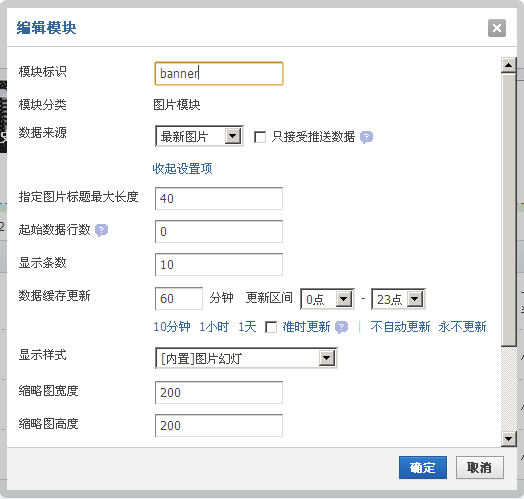 编辑模块
模块标识 banner
模块分类 图片模块
数据来源 最新图片 只接受推送数据 ?
收起设置项
指定图片标题最大长度 40
起始数据行数 ? 0
显示条数 10
数据缓存更新 60 分钟 更新区间 0点 - 23点
10分钟 1小时 1天 准时更新 ? | 不自动更新 永不更新
显示样式 [内置]图片幻灯
缩略图宽度 200
缩略图高度 200
确定 取消